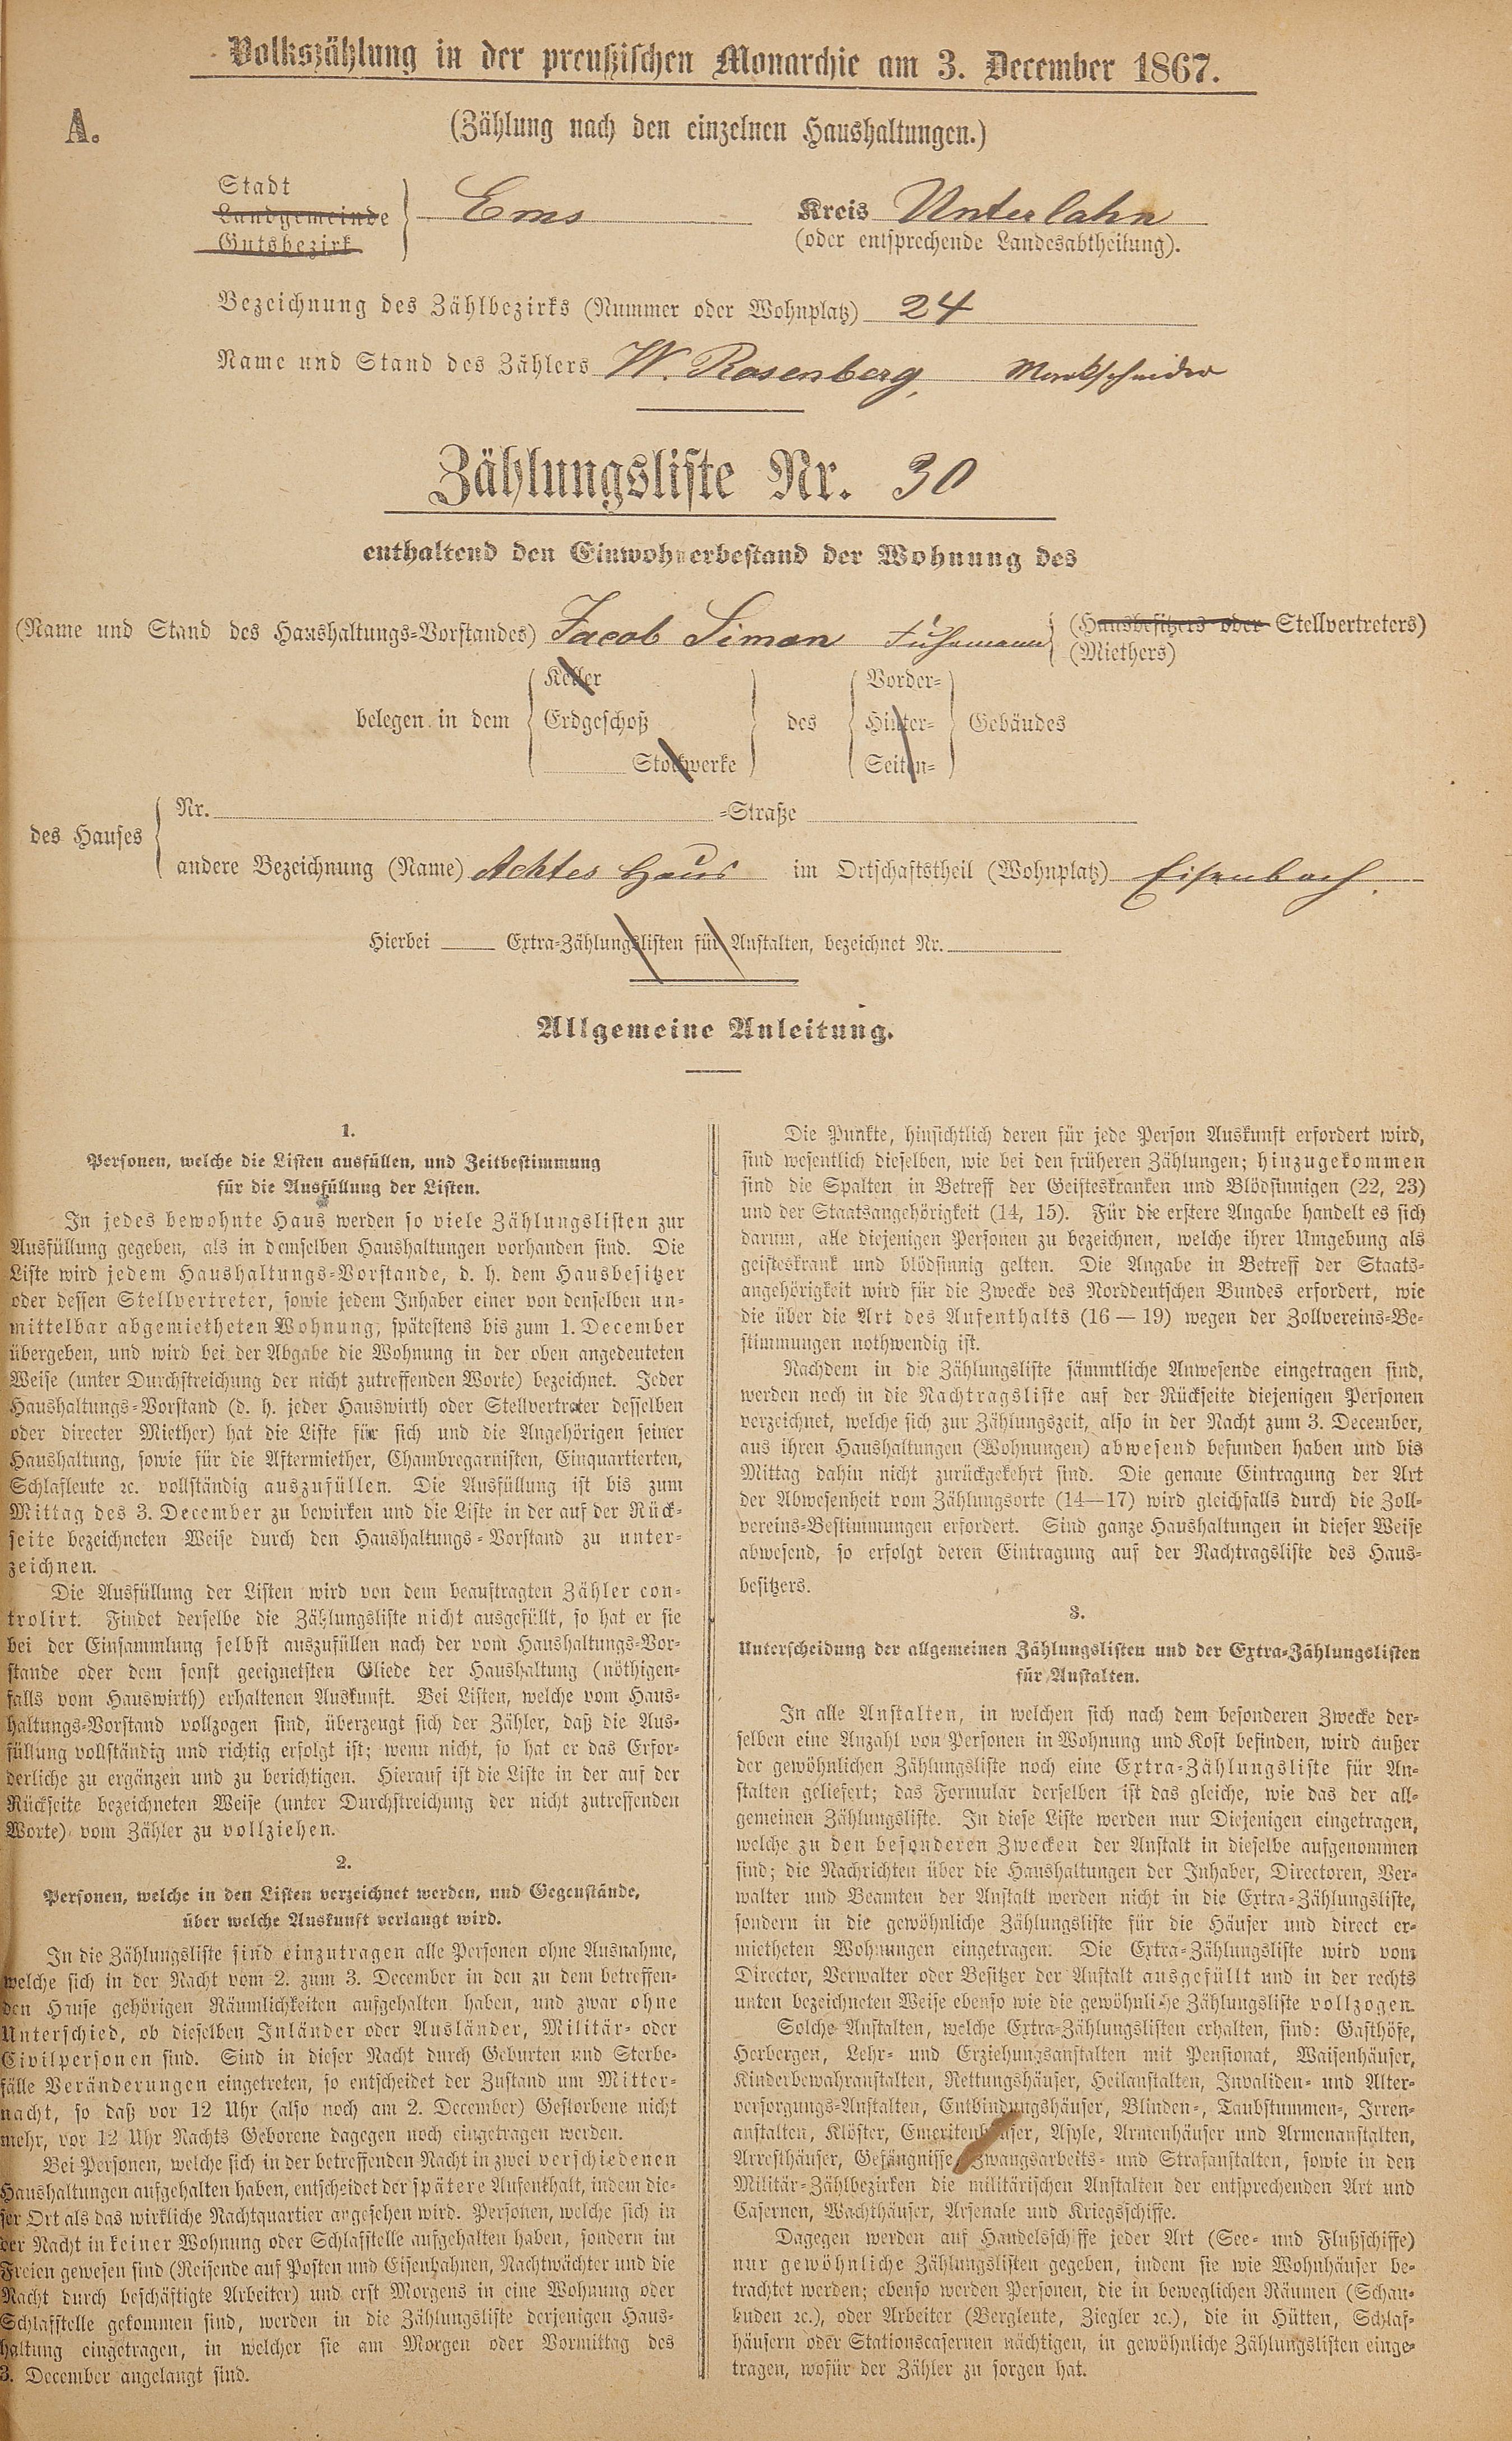 Volkszählung in der preußischen Monarchie am 3. December 1867.
A.
(Zählung nach den einzelnen Haushaltungen.)
Stadt
Landgemeinde
Gutsbezirk
Ems
Kreis Unterlahn
(oder entsprechende Landesabtheilung).
Bezeichnung des Zählbezirks (Nummer oder Wohnplatz) 24
Name und Stand des Zählers W. Rosenberg, Markscheider
Zählungsliste Nr. 30
enthaltend den Einwohnerbestand der Wohnung des
(Name und Stand des Haushaltungs-Vorstandes) Jacob Simon Fuhrmann (Hausbesitzers oder Stellvertreters)
(Miethers)
Keller Vorder-
belegen in dem Erdgeschoß des Hinter- Gebäudes
Stockwerke Seiten-
des Hauses
Nr. -Straße
andere Bezeichnung (Name) Achtes Haus im Ortschaftstheil (Wohnplatz) Eisenbach.
Hierbei Extra-Zählungslisten für Anstalten, bezeichnet Nr.
Allgemeine Anleitung.
1.
Personen, welche die Listen ausfüllen, und Zeitbestimmung
für die Ausfüllung der Listen.
In jedes bewohnte Haus werden so viele Zählungslisten zur
Ausfüllung gegeben, als in demselben Haushaltungen vorhanden sind. Die
Liste wird jedem Haushaltungs-Vorstande, d. h. dem Hausbesitzer
oder dessen Stellvertreter, sowie jedem Inhaber einer von denselben un-
mittelbar abgemietheten Wohnung, spätestens bis zum 1. December
übergeben, und wird bei der Abgabe die Wohnung in der oben angedeuteten
Weise (unter Durchstreichung der nicht zutreffenden Worte) bezeichnet. Jeder
Haushaltungs-Vorstand (d. h. jeder Hauswirth oder Stellvertreter desselben
oder directer Miether) hat die Liste für sich und die Angehörigen seiner
Haushaltung, sowie für die Aftermiether, Chambregarnisten, Einquartierten,
Schlafleute ꝛc. vollständig auszufüllen. Die Ausfüllung ist bis zum
Mittag des 3. December zu bewirken und die Liste in der auf der Rück-
seite bezeichneten Weise durch den Haushaltungs-Vorstand zu unter-
zeichnen.
Die Ausfüllung der Listen wird von dem beauftragten Zähler con-
trolirt. Findet derselbe die Zählungsliste nicht ausgefüllt, so hat er sie
bei der Einsammlung selbst auszufüllen nach der vom Haushaltungs-Vor-
stande oder dem sonst geeignetsten Gliede der Haushaltung (nöthigen-
falls vom Hauswirth) erhaltenen Auskunft. Bei Listen, welche vom Haus-
haltungs-Vorstand vollzogen sind, überzeugt sich der Zähler, daß die Aus-
füllung vollständig und richtig erfolgt ist; wenn nicht, so hat er das Erfor-
derliche zu ergänzen und zu berichtigen. Hierauf ist die Liste in der auf der
Rückseite bezeichneten Weise (unter Durchstreichung der nicht zutreffenden
Worte) vom Zähler zu vollziehen.
2.
Personen, welche in den Listen verzeichnet werden, und Gegenstände,
über welche Auskunft verlangt wird.
In die Zählungsliste sind einzutragen alle Personen ohne Ausnahme,
welche sich in der Nacht vom 2. zum 3. December in den zu dem betreffen-
den Hause gehörigen Räumlichkeiten aufgehalten haben, und zwar ohne
Unterschied, ob dieselben Inländer oder Ausländer, Militär- oder
Civilpersonen sind. Sind in dieser Nacht durch Geburten und Sterbe-
fälle Veränderungen eingetreten, so entscheidet der Zustand um Mitter-
nacht, so daß vor 12 Uhr (also noch am 2. December) Gestorbene nicht
mehr, vor 12 Uhr Nachts Geborene dagegen noch eingetragen werden.
Bei Personen, welche sich in der betreffenden Nacht in zwei verschiedenen
Haushaltungen aufgehalten haben, entscheidet der spätere Aufenthalt, indem die-
ser Ort als das wirkliche Nachtquartier angesehen wird. Personen, welche sich in
der Nacht in keiner Wohnung oder Schlafstelle aufgehalten haben, sondern im
Freien gewesen sind (Reisende auf Posten und Eisenbahnen, Nachtwächter und die
Nacht durch beschäftigte Arbeiter) und erst Morgens in eine Wohnung oder
Schlafstelle gekommen sind, werden in die Zählungsliste derjenigen Haus-
haltung eingetragen, in welcher sie am Morgen oder Vormittag des
3. December angelangt sind.
Die Punkte, hinsichtlich deren für jede Person Auskunft erfordert wird,
sind wesentlich dieselben, wie bei den früheren Zählungen; hinzugekommen
sind die Spalten in Betreff der Geisteskranken und Blödsinnigen (22, 23)
und der Staatsangehörigkeit (14, 15). Für die erstere Angabe handelt es sich
darum, alle diejenigen Personen zu bezeichnen, welche ihrer Umgebung als
geisteskrank und blödsinnig gelten. Die Angabe in Betreff der Staats-
angehörigkeit wird für die Zwecke des Norddeutschen Bundes erfordert, wie
die über die Art des Aufenthalts (16 — 19) wegen der Zollvereins-Be-
stimmungen nothwendig ist.
Nachdem in die Zählungsliste sämmtliche Anwesende eingetragen sind,
werden noch in die Nachtragsliste auf der Rückseite diejenigen Personen
verzeichnet, welche sich zur Zählungszeit, also in der Nacht zum 3. December,
aus ihren Haushaltungen (Wohnungen) abwesend befunden haben und bis
Mittag dahin nicht zurückgekehrt sind. Die genaue Eintragung der Art
der Abwesenheit vom Zählungsorte (14—17) wird gleichfalls durch die Zoll-
vereins-Bestimmungen erfordert. Sind ganze Haushaltungen in dieser Weise
abwesend, so erfolgt deren Eintragung auf der Nachtragsliste des Haus-
besitzers.
3.
Unterscheidung der allgemeinen Zählungslisten und der Extra-Zählungslisten
für Anstalten.
In alle Anstalten, in welchen sich nach dem besonderen Zwecke der-
selben eine Anzahl von Personen in Wohnung und Kost befinden, wird außer
der gewöhnlichen Zählungsliste noch eine Extra-Zählungsliste für An-
stalten geliefert; das Formular derselben ist das gleiche, wie das der all-
gemeinen Zählungsliste. In diese Liste werden nur Diejenigen eingetragen,
welche zu den besonderen Zwecken der Anstalt in dieselbe aufgenommen
sind; die Nachrichten über die Haushaltungen der Inhaber, Directoren, Ver-
walter und Beamten der Anstalt werden nicht in die Extra-Zählungsliste,
sondern in die gewöhnliche Zählungsliste für die Häuser und direct er-
mietheten Wohnungen eingetragen. Die Extra-Zählungsliste wird vom
Director, Verwalter oder Besitzer der Anstalt ausgefüllt und in der rechts
unten bezeichneten Weise ebenso wie die gewöhnliche Zählungsliste vollzogen.
Solche Anstalten, welche Extra-Zählungslisten erhalten, sind: Gasthöfe,
Herbergen, Lehr- und Erziehungsanstalten mit Pensionat, Waisenhäuser,
Kinderbewahranstalten, Rettungshäuser, Heilanstalten, Invaliden- und Alter-
versorgungs-Anstalten, Entbindungshäuser, Blinden-, Taubstummen-, Irren-
anstalten, Klöster, Emeritenhäuser, Asyle, Armenhäuser und Armenanstalten,
Arresthäuser, Gefängnisse, Zwangsarbeits- und Strafanstalten, sowie in den
Militär-Zählbezirken die militärischen Anstalten der entsprechenden Art und
Casernen, Wachthäuser, Arsenale und Kriegsschiffe.
Dagegen werden auf Handelsschiffe jeder Art (See- und Flußschiffe)
nur gewöhnliche Zählungslisten gegeben, indem sie wie Wohnhäuser be-
trachtet werden; ebenso werden Personen, die in beweglichen Räumen (Schau-
buden ꝛc.), oder Arbeiter (Bergleute, Ziegler ꝛc.), die in Hütten, Schlaf-
häusern oder Stationscasernen nächtigen, in gewöhnliche Zählungslisten einge-
tragen, wofür der Zähler zu sorgen hat.